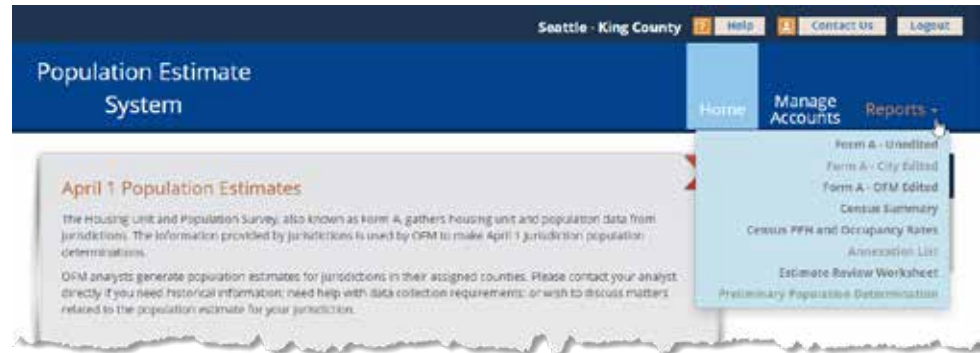 Seattle - King County Help Contact Us Logout
Population Estimate
System
Home Manage
Accounts Reports
Form A - Unedited
Form A - City Edited
Form A - OFM Edited
Census Summary
Census PPH and Occupancy Rates
Annexation List
Estimate Review Worksheet
Preliminary Population Determination
April 1 Population Estimates
The Housing Unit and Population Survey, also known as Form A, gathers housing unit and population data from
jurisdictions. The information provided by jurisdictions is used by OFM to make April 1 jurisdiction population
determinations.
OFM analysts generate population estimates for jurisdictions in their assigned counties. Please contact your analyst
directly if you need historical information; need help with data collection requirements; or wish to discuss matters
related to the population estimate for your jurisdiction.